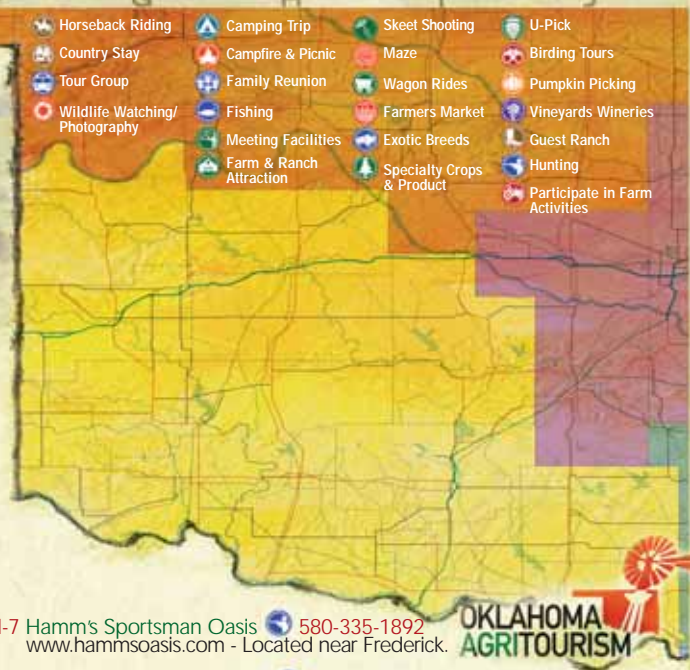 Horseback Riding
Country Stay
Tour Group
Wildlife Watching/
Photography
Camping Trip
Campfire & Picnic
Family Reunion
Fishing
Meeting Facilities
Farm & Ranch
Attraction
Skeet Shooting
Maze
Wagon Rides
Farmers Market
Exotic Breeds
Specialty Crops
& Product
U-Pick
Birding Tours
Pumpkin Picking
Vineyards Wineries
Guest Ranch
Hunting
Participate in Farm
Activities
-7 Hamm's Sportsman Oasis 580-335-1892
www.hammsoasis.com - Located near Frederick.
OKLAHOMA
AGRITOURISM